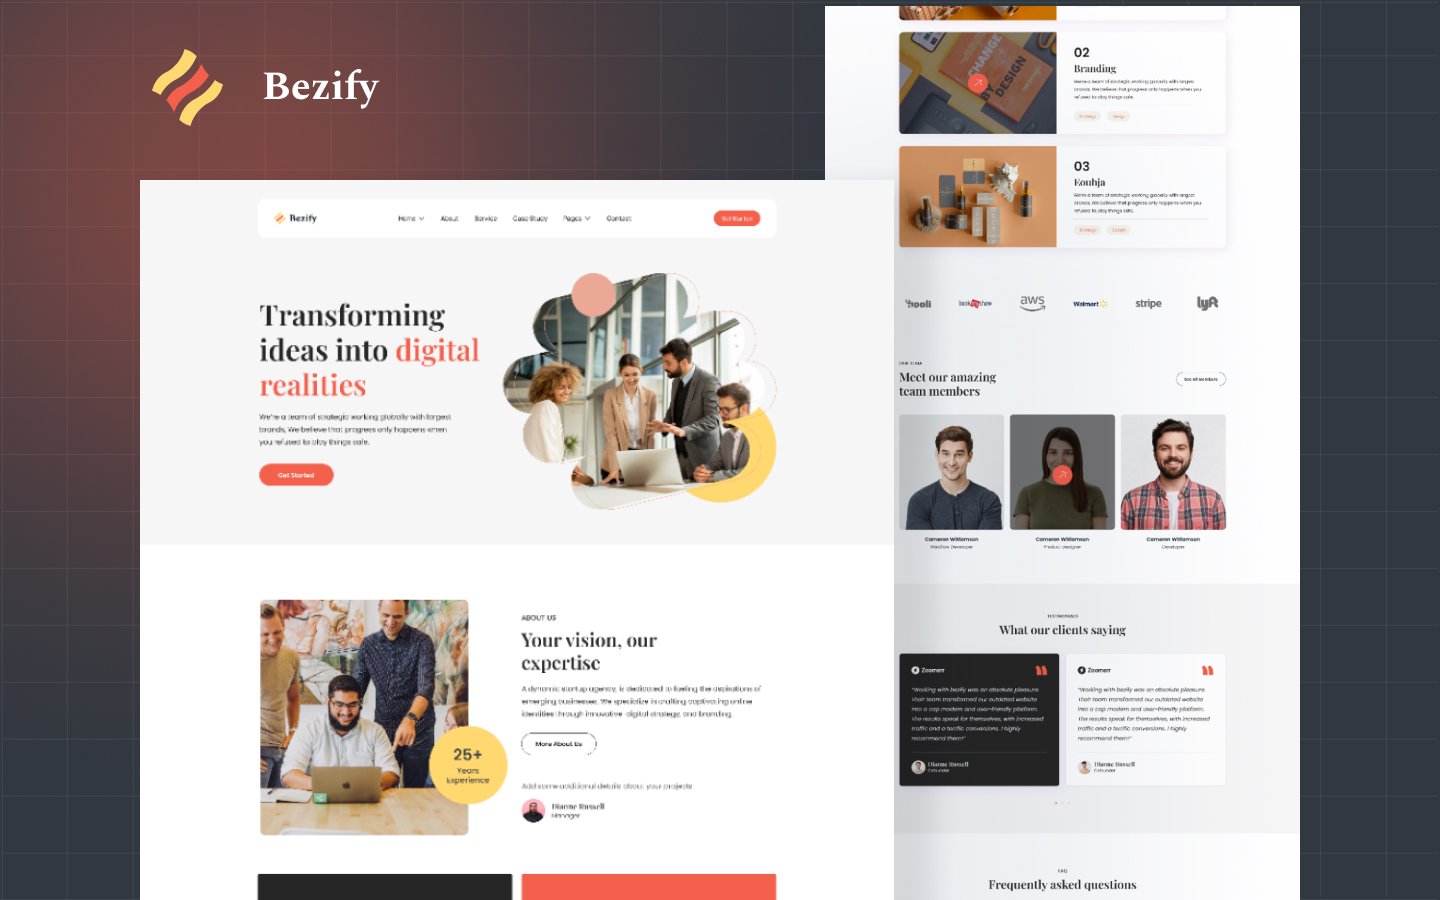 Bezify
Bezify
Home
About
Service
Case Study
Pages
Contact
Get Started
Transforming
ideas into digital
realities
We're a team of strategic working globally with largest
brands, We believe that progress only happens when
you refused to play things safe.
Get Started
ABOUT US
Your vision, our
expertise
A dynamic startup agency, is dedicated to fueling the aspirations of
emerging businesses. We specialize in crafting captivating online
identities through innovative digital strategy, and branding.
More About Us
25+
Years
Experience
Add some additional details about your projects
Dianne Russell
Manager
CHANGE
BY
DESIGN
02
Branding
We're a team of strategic working globally with largest
brands, We believe that progress only happens when you
refused to play things safe.
Strategy
Design
03
Eouhja
We're a team of strategic working globally with largest
brands, We believe that progress only happens when you
refused to play things safe.
Strategy
Design
hooli
book my show
aws
Walmart
stripe
lyft
OUR TEAM
Meet our amazing
team members
See All Members
Cameron Williamson
Webflow Developer
Cameron Williamson
Product designer
Cameron Williamson
Developer
TESTIMONIALS
What our clients saying
Zoomerr
"Working with bezify was an absolute pleasure.
Their team transformed our outdated website
into a cop modern and user-friendly platform.
The results speak for themselves, with increased
traffic and a terrific conversions. I highly
recommend them!"
Dianne Russell
Cofounder
Zoomerr
"Working with bezify was an absolute pleasure.
Their team transformed our outdated website
into a cop modern and user-friendly platform.
The results speak for themselves, with increased
traffic and a terrific conversions. I highly
recommend them!"
Dianne Russell
Cofounder
FAQ
Frequently asked questions